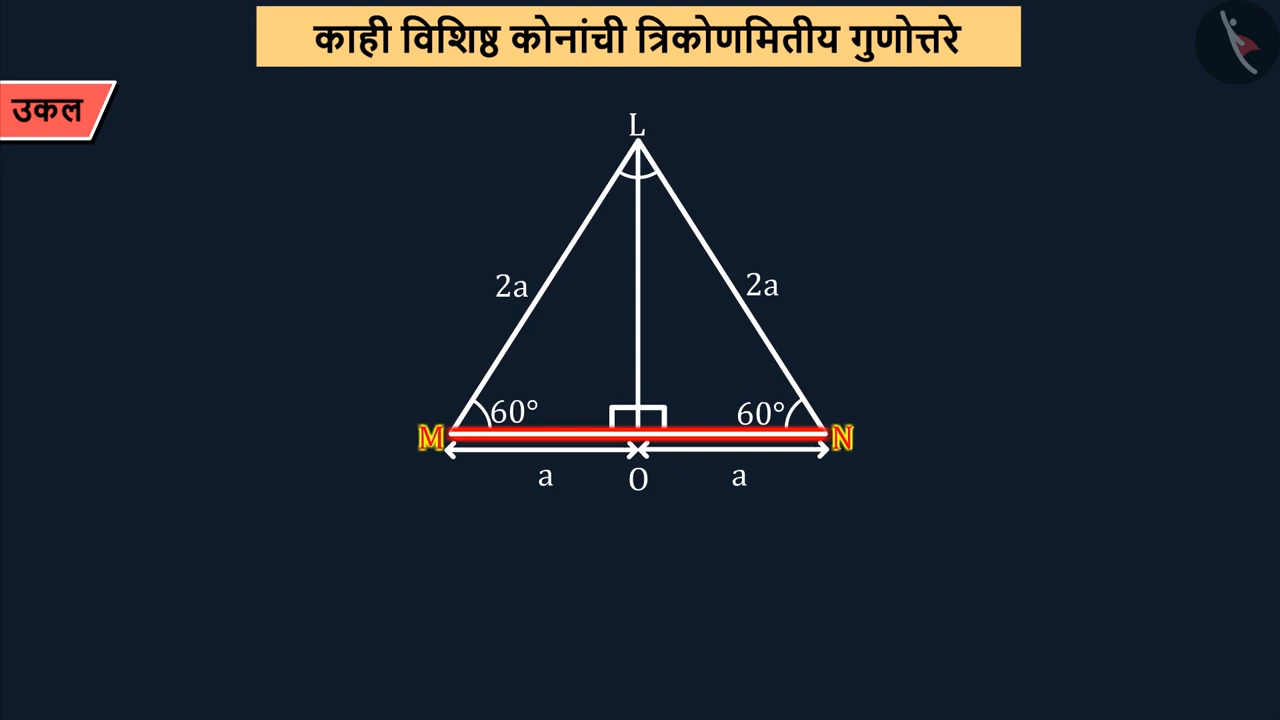 काही विशिष्ठ कोनांची त्रिकोणमितीय गुणोत्तरे
उकल
L
2a 2a
60° 60°
M N
a O a